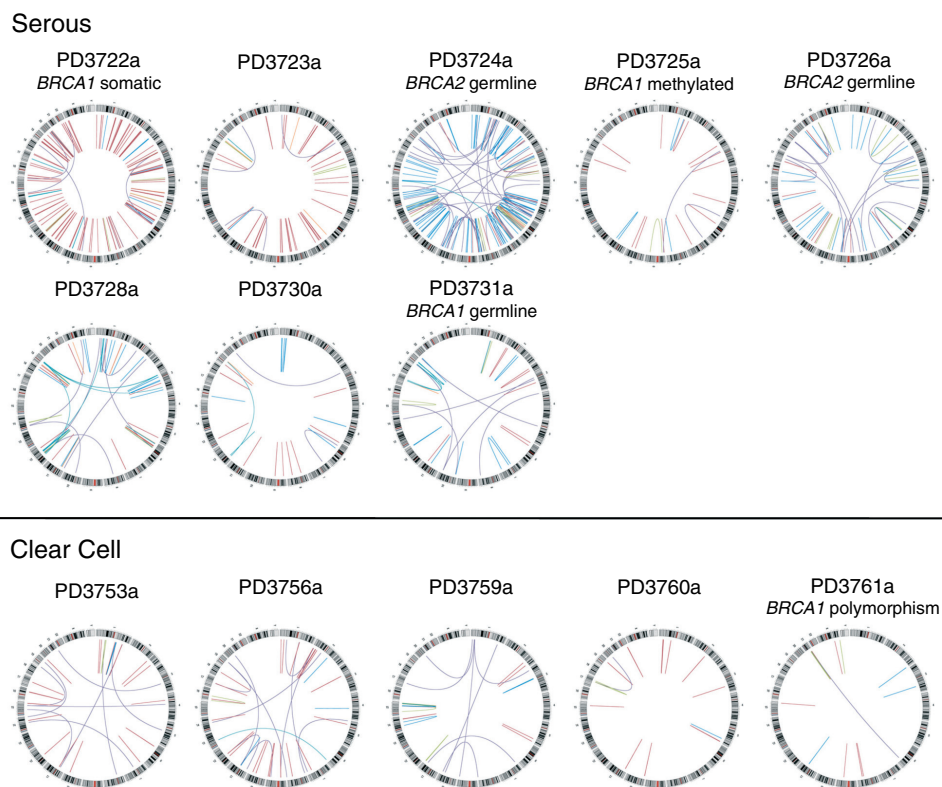 Serous
PD3722a
BRCA1 somatic
PD3723a
PD3724a
BRCA2 germline
PD3725a
BRCA1 methylated
PD3726a
BRCA2 germline
PD3728a
PD3730a
PD3731a
BRCA1 germline
Clear Cell
PD3753a
PD3756a
PD3759a
PD3760a
PD3761a
BRCA1 polymorphism